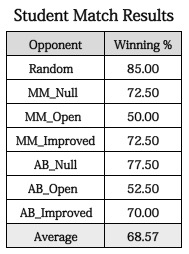 Student Match Results
Opponent Winning %
Random 85.00
MM_Null 72.50
MM_Open 50.00
MM_Improved 72.50
AB_Null 77.50
AB_Open 52.50
AB_Improved 70.00
Average 68.57